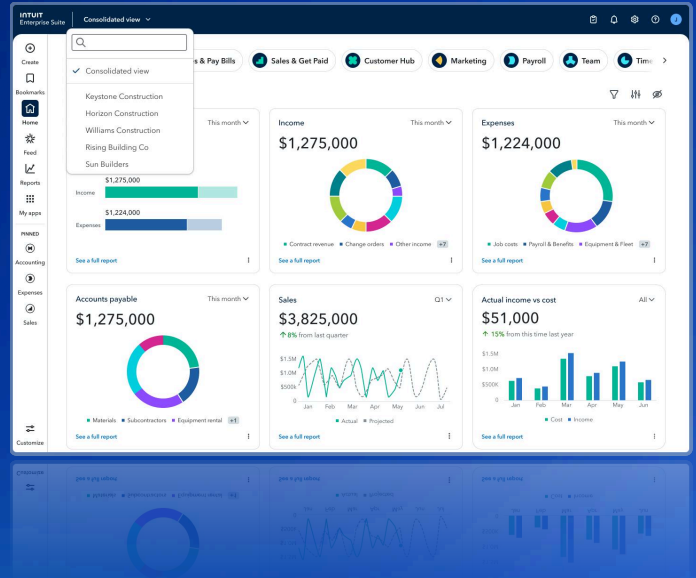 INTUIT
Enterprise Suite
Consolidated view
Create
Bookmarks
Home
Feed
Reports
My apps
PINNED
Accounting
Expenses
Sales
Customize
Consolidated view
Keystone Construction
Horizon Construction
Williams Construction
Rising Building Co
Sun Builders
s & Pay Bills
Sales & Get Paid
Customer Hub
Marketing
Payroll
Team
Time
This month
$1,275,000
Income
$1,224,000
Expenses
See a full report
Income
This month
$1,275,000
Contract revenue
Change orders
Other income
+7
See a full report
Expenses
This month
$1,224,000
Job costs
Payroll & Benefits
Equipment & Fleet
+7
See a full report
Accounts payable
This month
$1,275,000
Materials
Subcontractors
Equipment rental
+1
See a full report
Sales
Q1
$3,825,000
8% from last quarter
$1.5M
$1.0M
$500k
0
Jan Feb Mar Apr May Jun Jul
Actual
Projected
See a full report
Actual income vs cost
All
$51,000
15% from this time last year
$1.5M
$1.0M
$500K
0
Jan Feb Mar Apr May Jun
Cost
Income
See a full report